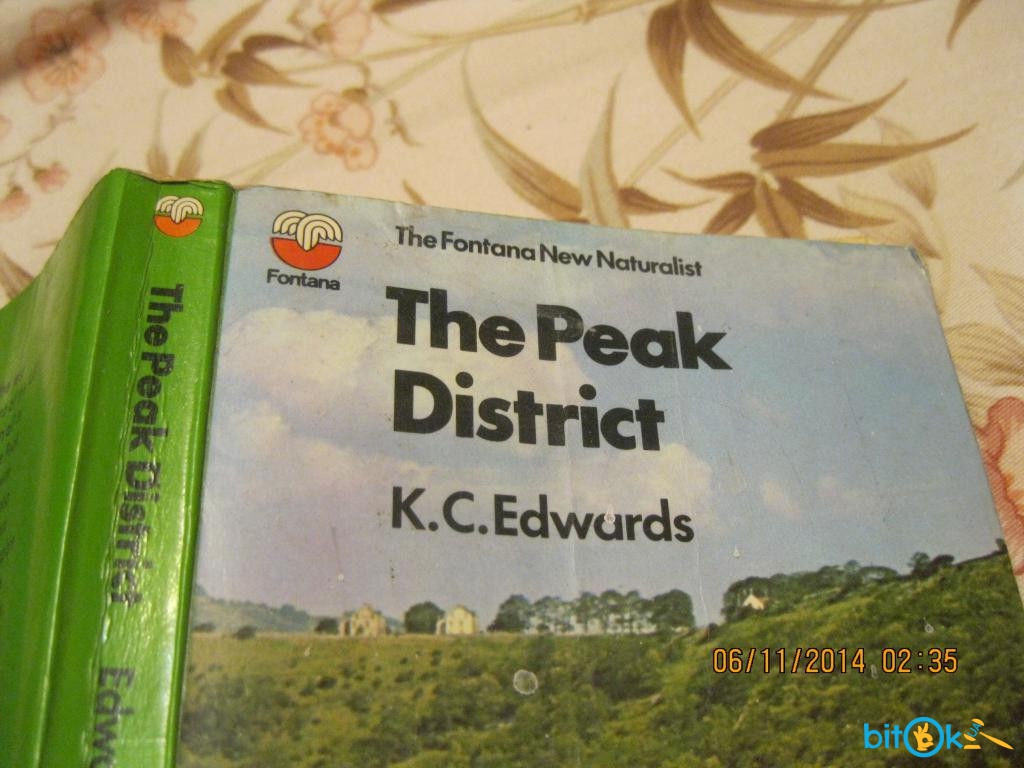 The Peak District Edw
Fontana
The Fontana New Naturalist
The Peak
District
K.C.Edwards
06/11/2014 02:35
bitOk
UA